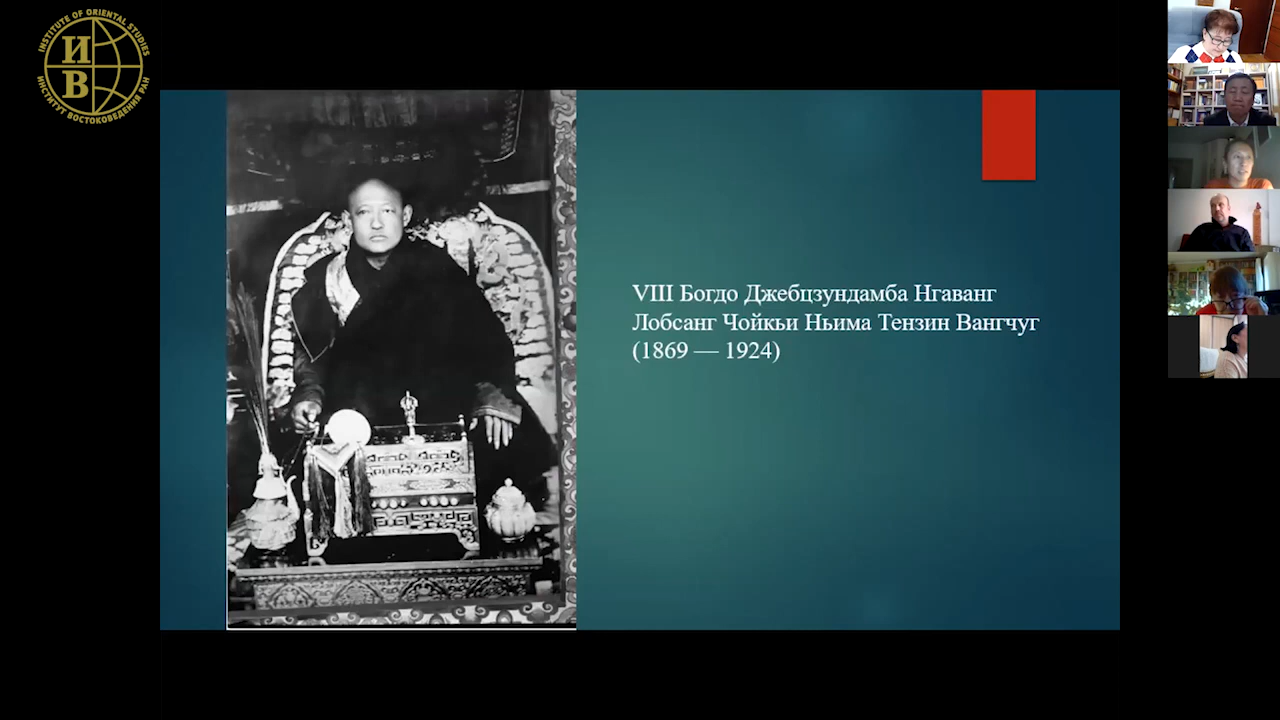 INSTITUTE OF ORIENTAL STUDIES
ИВ
ИНСТИТУТ ВОСТОКОВЕДЕНИЯ РАН
VIII Богдо Джебцзундамба Нгаванг
Лобсанг Чойкьи Ньима Тензин Вангчуг
(1869 — 1924)